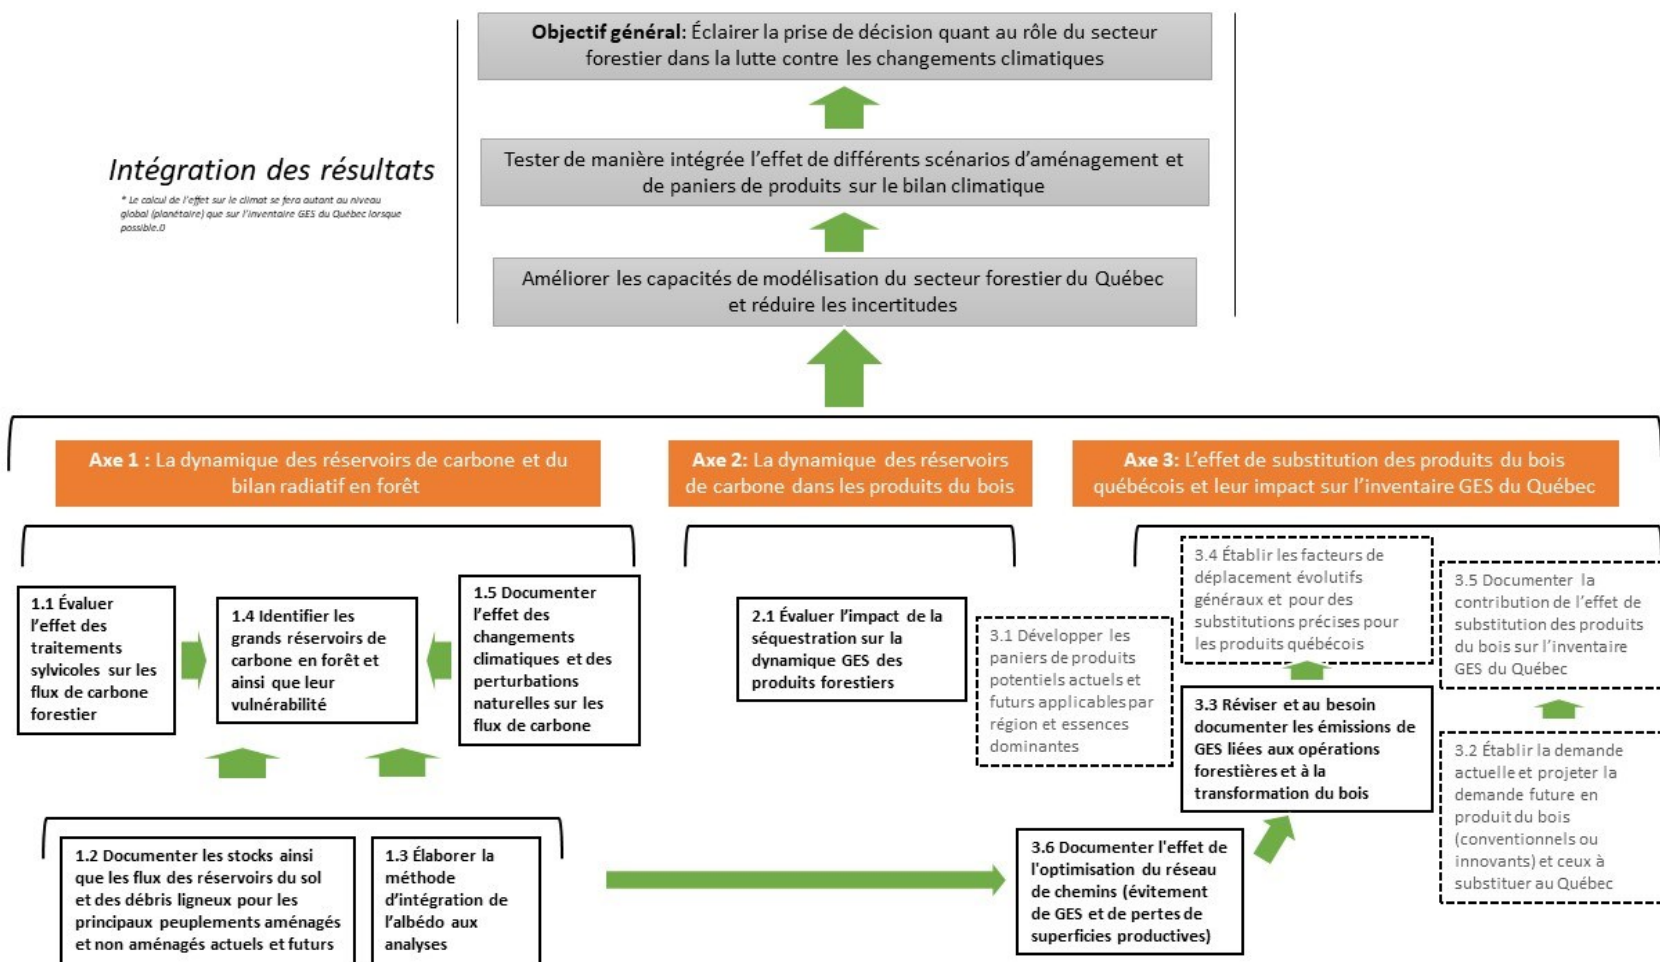 Objectif général: Éclairer la prise de décision quant au rôle du secteur
forestier dans la lutte contre les changements climatiques
Intégration des résultats
* Le calcul de l'effet sur le climat se fera autant au niveau
global (planétaire) que sur l'inventaire GES du Québec lorsque
possible.0
Tester de manière intégrée l'effet de différents scénarios d'aménagement et
de paniers de produits sur le bilan climatique
Améliorer les capacités de modélisation du secteur forestier du Québec
et réduire les incertitudes
Axe 1 : La dynamique des réservoirs de carbone et du
bilan radiatif en forêt
Axe 2: La dynamique des réservoirs
de carbone dans les produits du bois
Axe 3: L'effet de substitution des produits du bois
québécois et leur impact sur l'inventaire GES du Québec
1.1 Évaluer
l'effet des
traitements
sylvicoles sur les
flux de carbone
forestier
1.4 Identifier les
grands réservoirs de
carbone en forêt et
ainsi que leur
vulnérabilité
1.5 Documenter
l'effet des
changements
climatiques et des
perturbations
naturelles sur les
flux de carbone
2.1 Évaluer l'impact de la
séquestration sur la
dynamique GES des
produits forestiers
3.1 Développer les
paniers de produits
potentiels actuels et
futurs applicables par
région et essences
dominantes
3.4 Établir les facteurs de
déplacement évolutifs
généraux et pour des
substitutions précises pour
les produits québécois
3.5 Documenter la
contribution de l'effet de
substitution des produits
du bois sur l'inventaire
GES du Québec
3.3 Réviser et au besoin
documenter les émissions de
GES liées aux opérations
forestières et à la
transformation du bois
3.2 Établir la demande
actuelle et projeter la
demande future en
produit du bois
(conventionnels ou
innovants) et ceux à
substituer au Québec
1.2 Documenter les stocks ainsi
que les flux des réservoirs du sol
et des débris ligneux pour les
principaux peuplements aménagés
et non aménagés actuels et futurs
1.3 Élaborer la
méthode
d'intégration de
l'albédo aux
analyses
3.6 Documenter l'effet de
l'optimisation du réseau
de chemins (évitement
de GES et de pertes de
superficies productives)